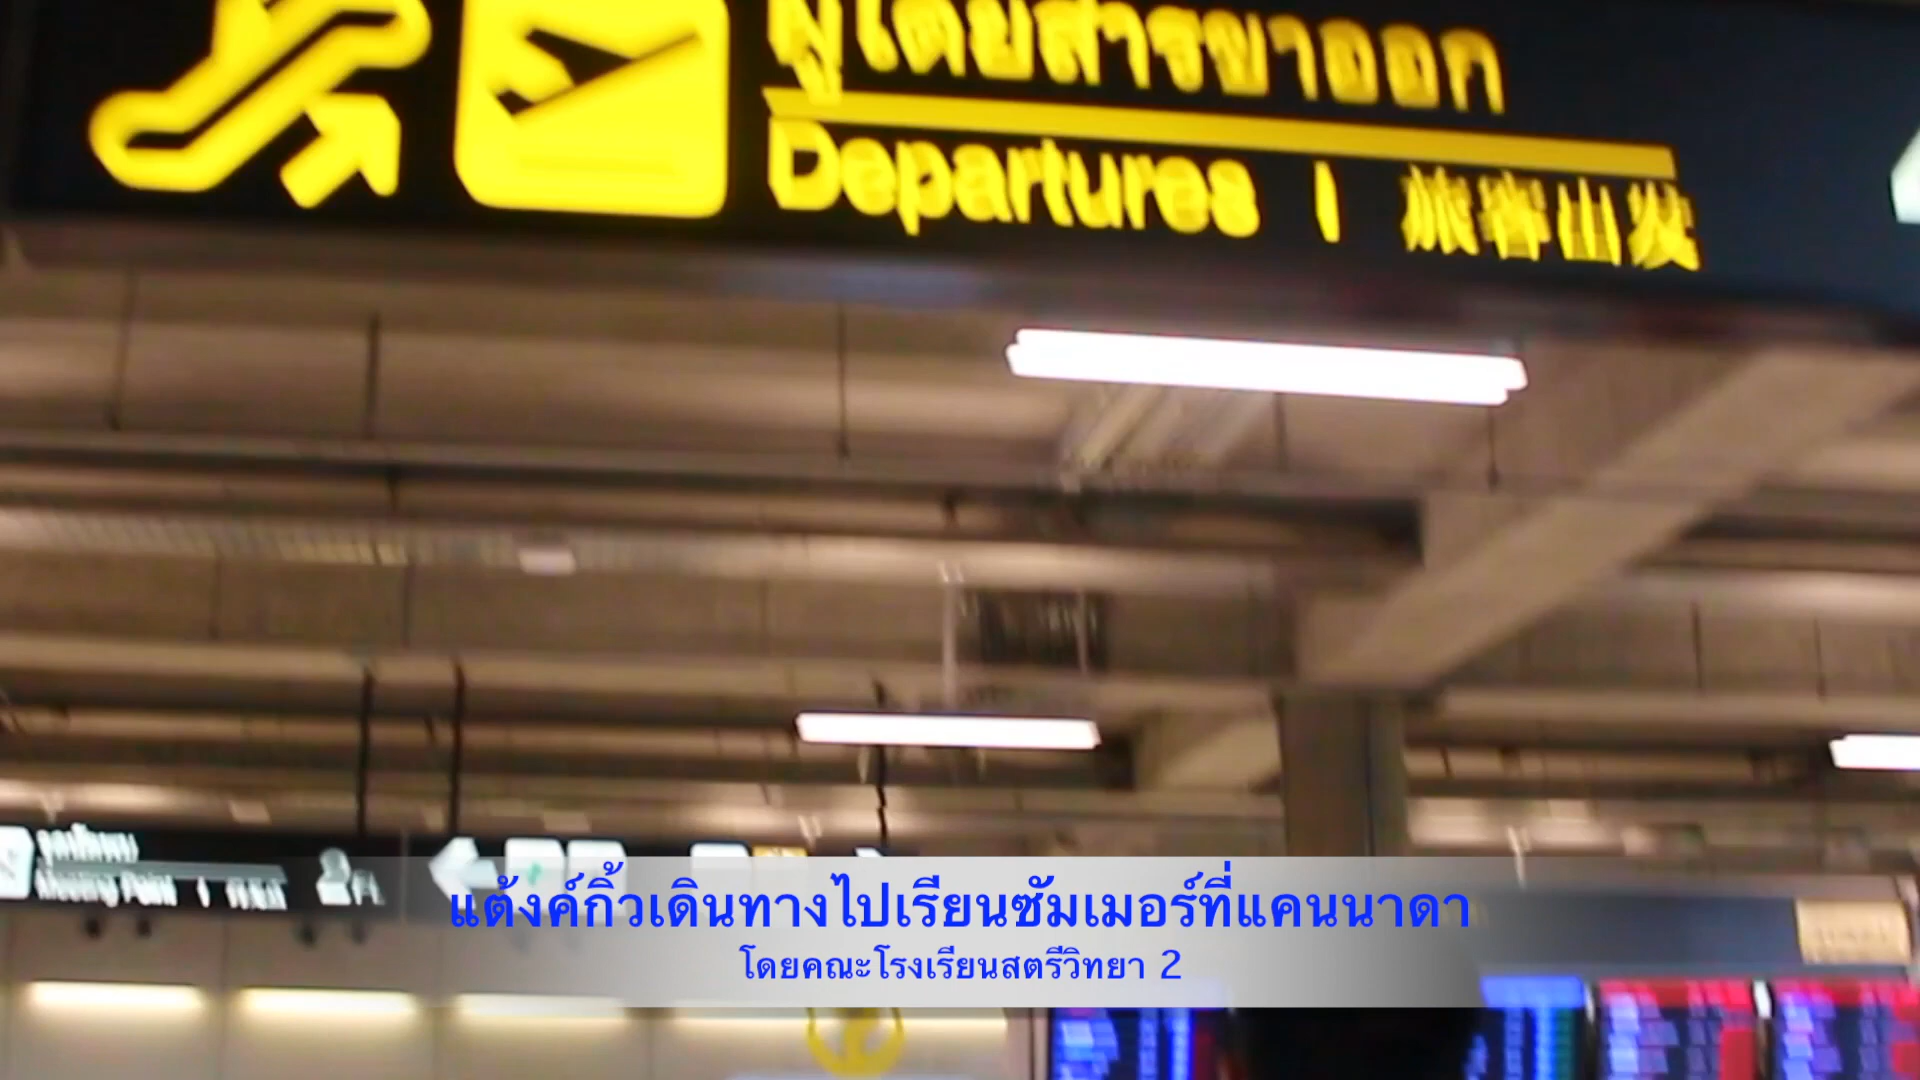 ผู้โดยสารขาออก
Departures | 旅客出发
Meeting Point
แต้งค์กิ้วเดินทางไปเรียนซัมเมอร์ที่แคนนาดา
โดยคณะโรงเรียนสตรีวิทยา 2